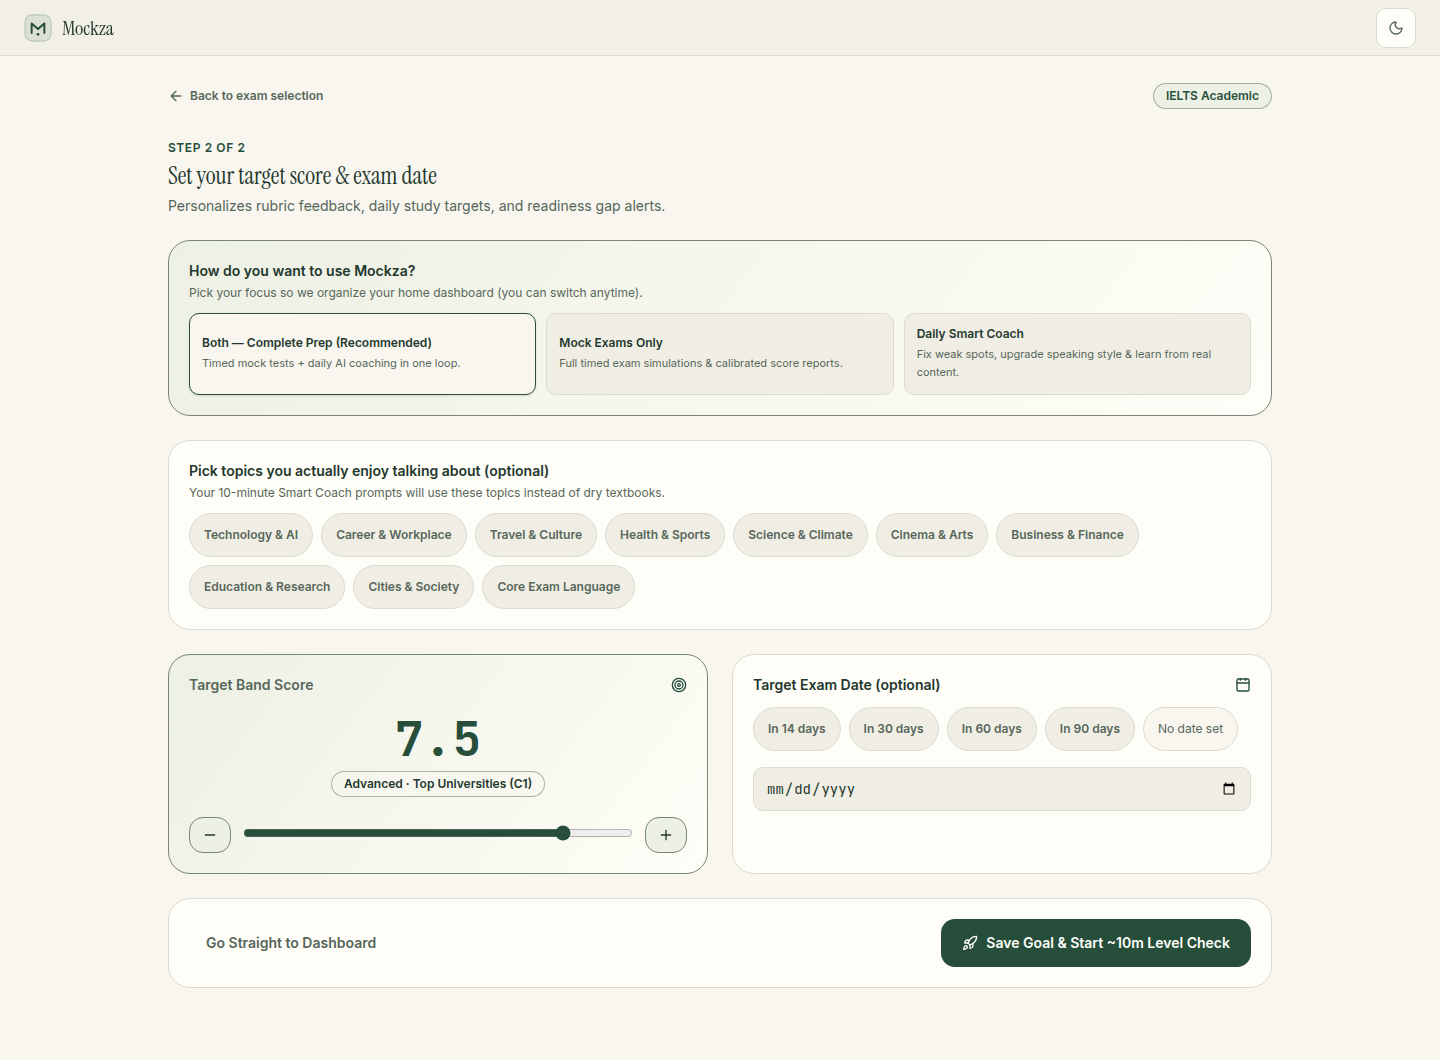 Mockza
Back to exam selection
IELTS Academic
STEP 2 OF 2
Set your target score & exam date
Personalizes rubric feedback, daily study targets, and readiness gap alerts.
How do you want to use Mockza?
Pick your focus so we organize your home dashboard (you can switch anytime).
Both — Complete Prep (Recommended)
Timed mock tests + daily AI coaching in one loop.
Mock Exams Only
Full timed exam simulations & calibrated score reports.
Daily Smart Coach
Fix weak spots, upgrade speaking style & learn from real
content.
Pick topics you actually enjoy talking about (optional)
Your 10-minute Smart Coach prompts will use these topics instead of dry textbooks.
Technology & AI
Career & Workplace
Travel & Culture
Health & Sports
Science & Climate
Cinema & Arts
Business & Finance
Education & Research
Cities & Society
Core Exam Language
Target Band Score
7.5
Advanced · Top Universities (C1)
Target Exam Date (optional)
In 14 days
In 30 days
In 60 days
In 90 days
No date set
mm/dd/yyyy
Go Straight to Dashboard
Save Goal & Start ~10m Level Check